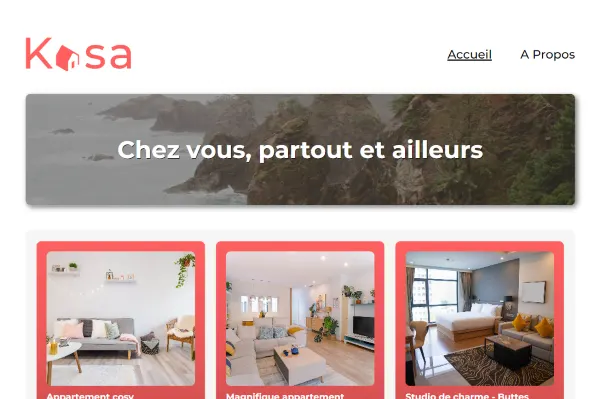 Kasa
Accueil
A Propos
Chez vous, partout et ailleurs
Appartement cosy
Magnifique appartement
Studio de charme - Buttes